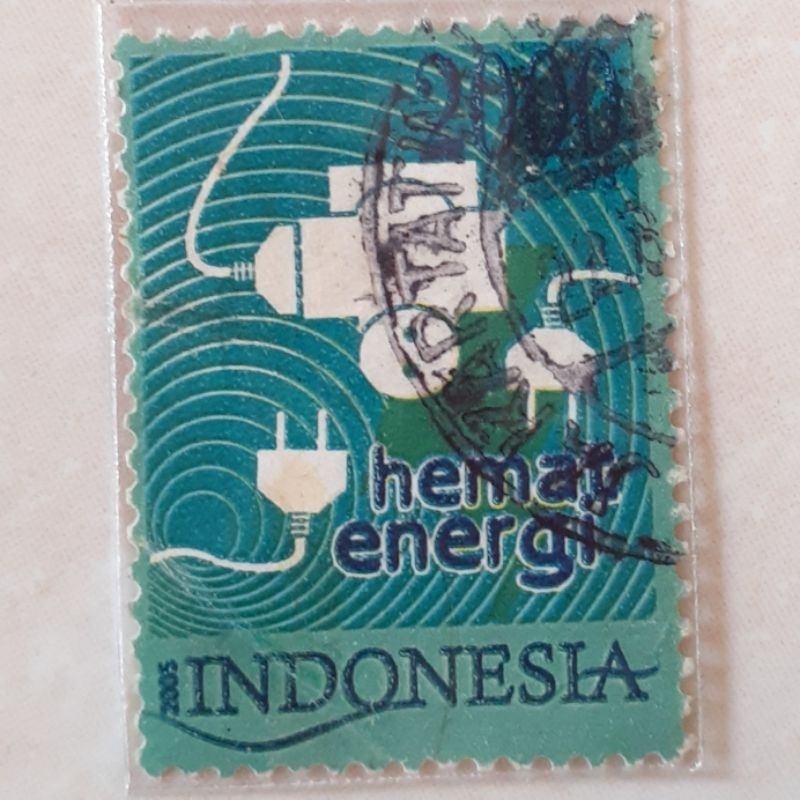 2000
hemat
energi
2005
INDONESIA